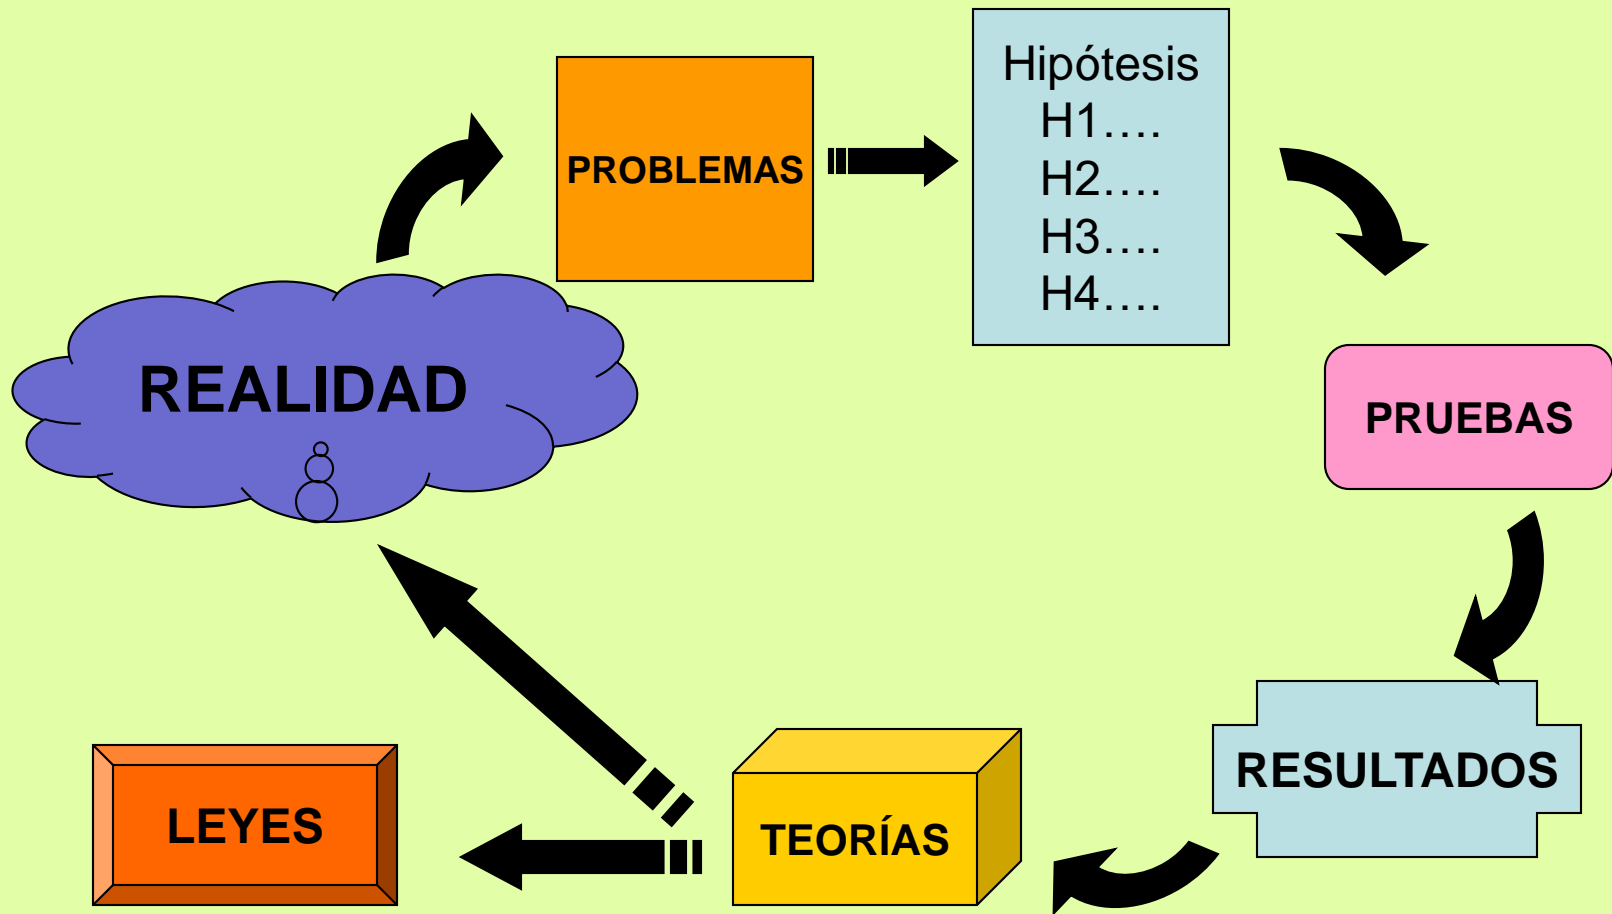 Hipótesis
H1....
H2....
H3....
H4....
PROBLEMAS
REALIDAD
PRUEBAS
RESULTADOS
TEORÍAS
LEYES